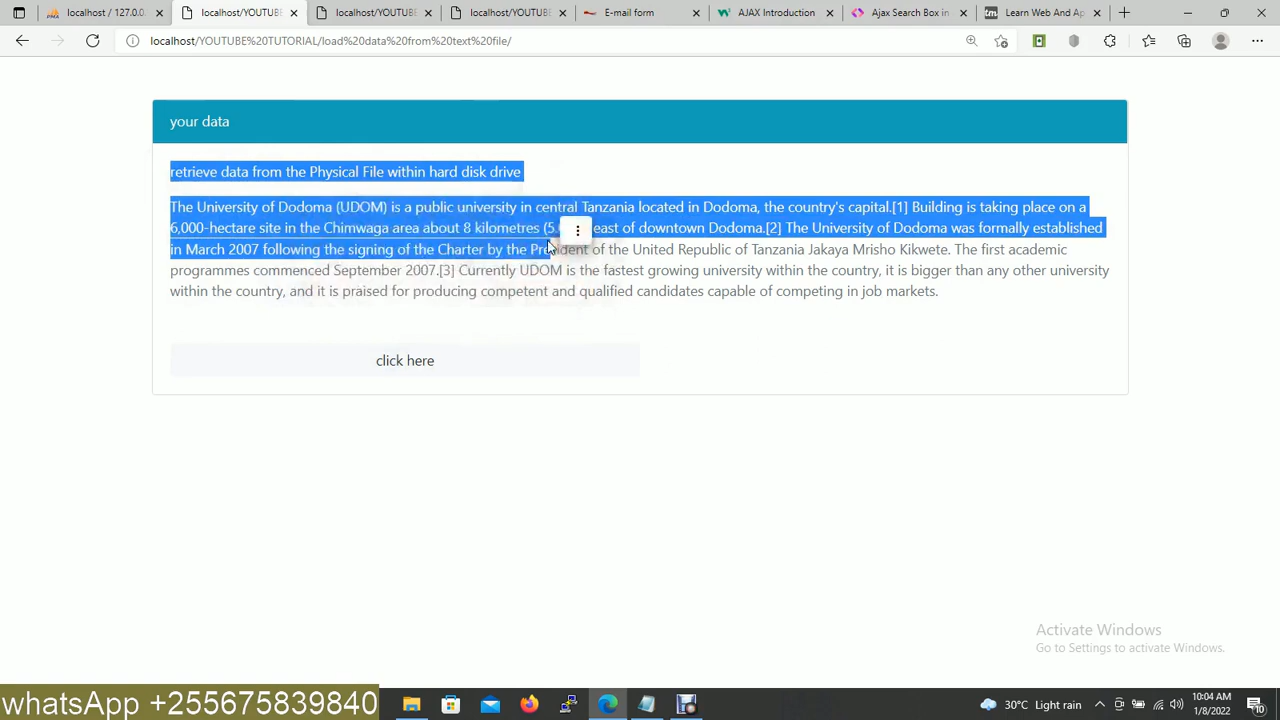 localhost / 127.0.0.
localhost/YOUTUBE
localhost/YOUTUBE
localhost/YOUTUBE
E-mail form
AJAX Introduction
Ajax Search Box in
Learn Web And Ap
localhost/YOUTUBE%20TUTORIAL/load%20data%20from%20text%20file/
your data
retrieve data from the Physical File within hard disk drive
The University of Dodoma (UDOM) is a public university in central Tanzania located in Dodoma, the country's capital.[1] Building is taking place on a
6,000-hectare site in the Chimwaga area about 8 kilometres (5. east of downtown Dodoma.[2] The University of Dodoma was formally established
in March 2007 following the signing of the Charter by the President of the United Republic of Tanzania Jakaya Mrisho Kikwete. The first academic
programmes commenced September 2007.[3] Currently UDOM is the fastest growing university within the country, it is bigger than any other university
within the country, and it is praised for producing competent and qualified candidates capable of competing in job markets.
click here
Activate Windows
Go to Settings to activate Windows.
whatsApp +255675839840
30°C Light rain
10:04 AM
1/8/2022
10